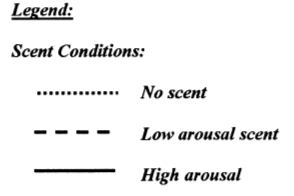 Legend:
Scent Conditions:
No scent
Low arousal scent
High arousal